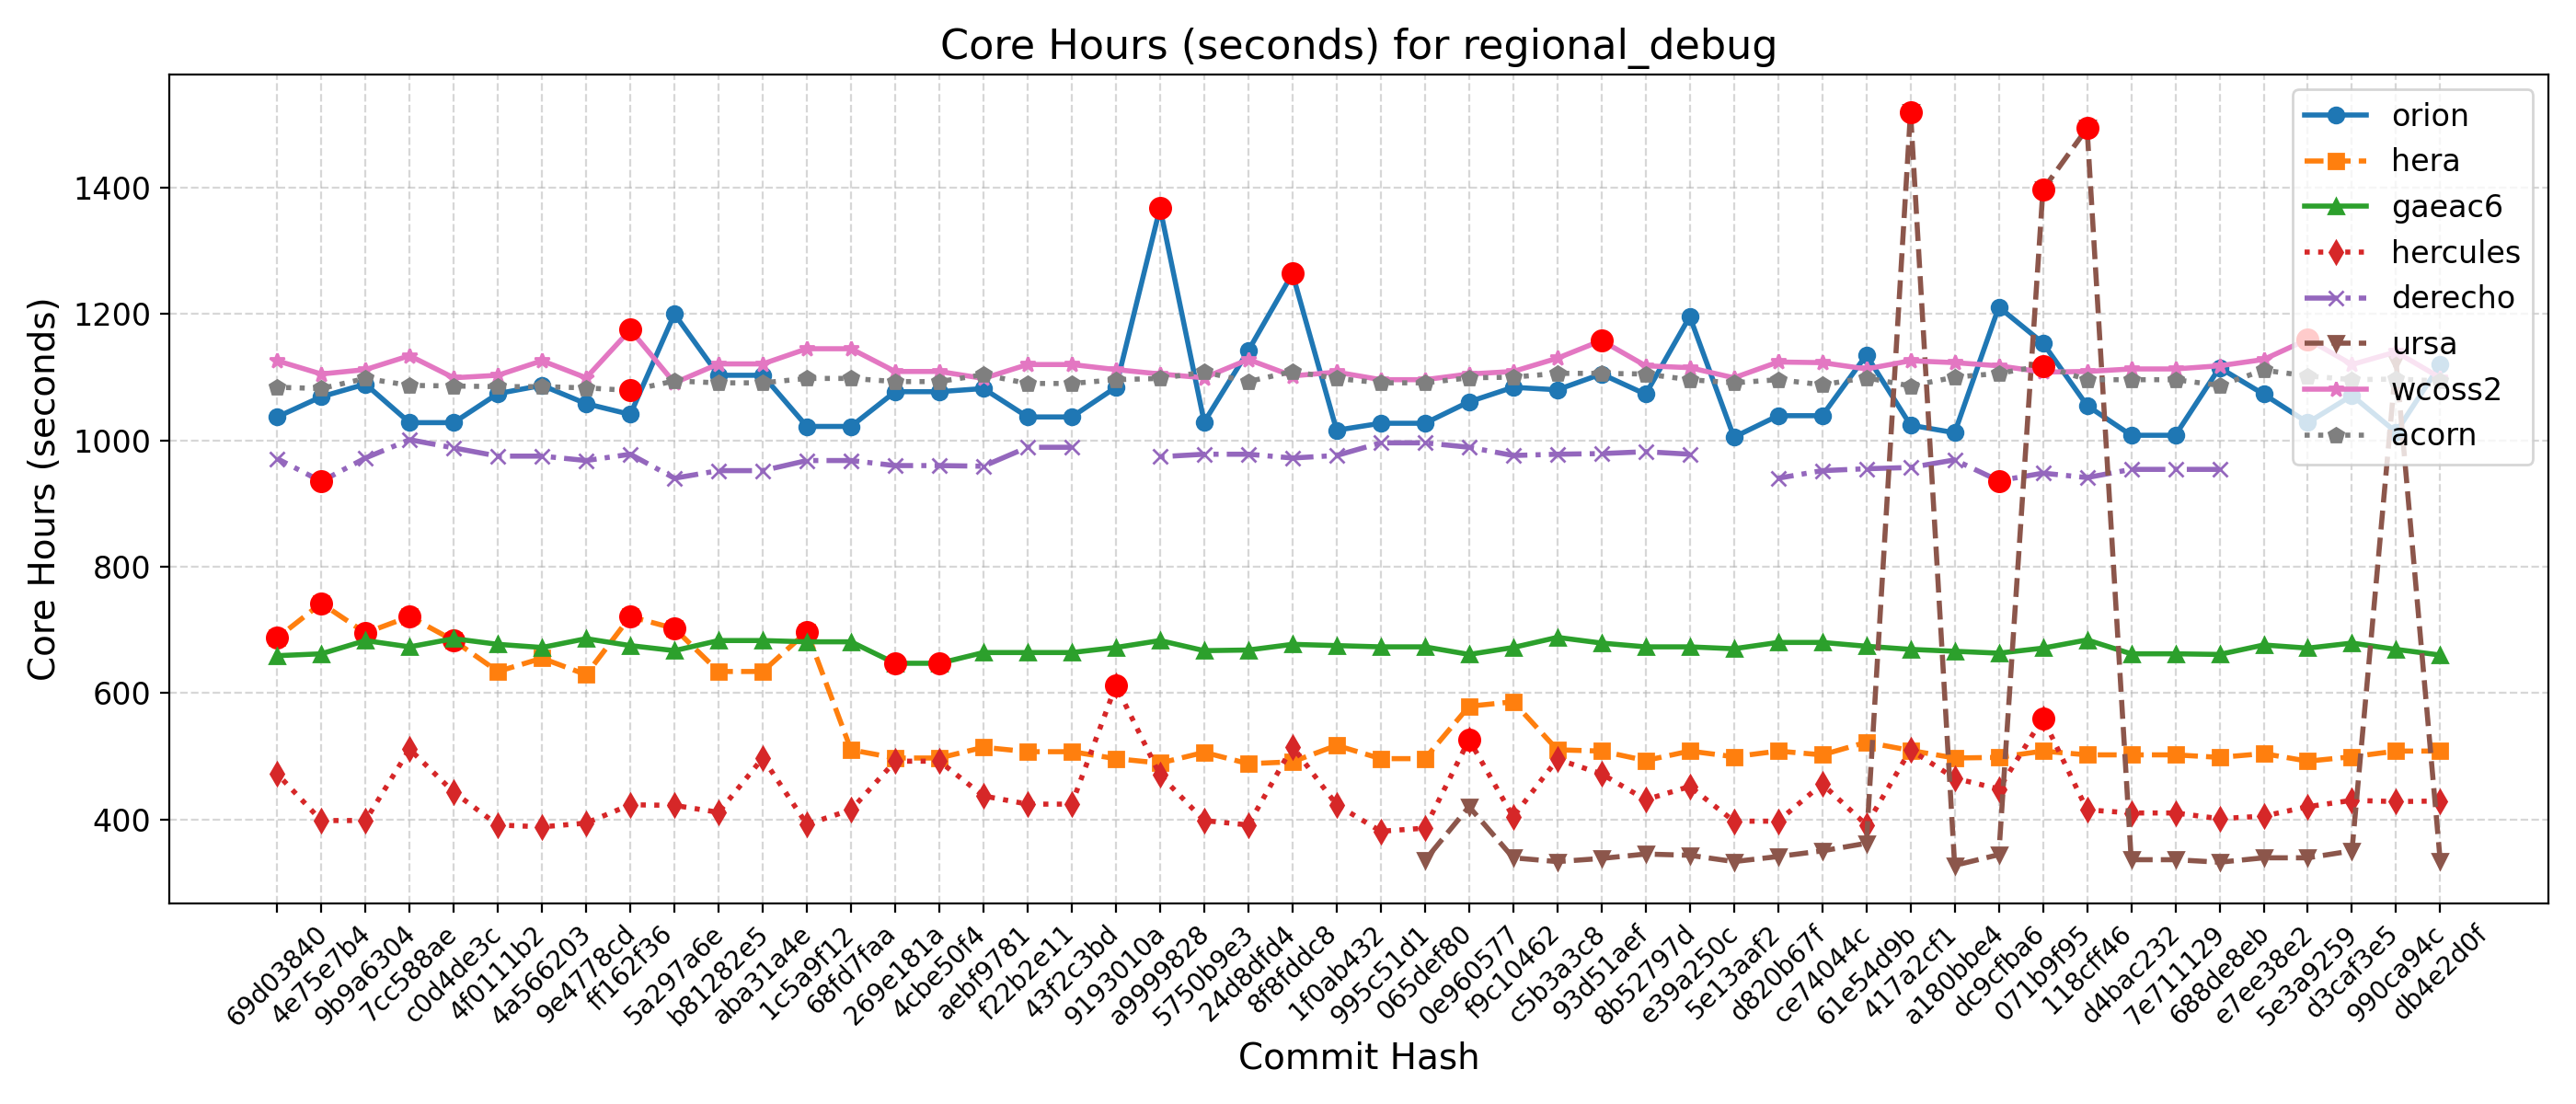 Core Hours (seconds) for regional_debug
Core Hours (seconds)
1400
1200
1000
800
600
400
orion
hera
gaeac6
hercules
derecho
ursa
wcoss2
acorn
69d03840
4e75e7b4
9b9a6304
7cc588ae
c0d4de3c
4f0111b2
4a566203
9e4778cd
ff162f36
5a297a6e
b81282e5
aba31a4e
1c5a9f12
68fd7faa
269e181a
4cbe50f4
aebf9781
f22b2e11
43f2c3bd
9193010a
a9999828
5750b9e3
24d8dfd4
8f8fddc8
1f0ab432
995c51d1
065def80
0e960577
f9c10462
c5b3a3c8
93d51aef
8b52797d
e39a250c
5e13aaf2
d820b67f
ce74044c
61e54d9b
417a2cf1
a180bbe4
dc9cfba6
071b9f95
118cff46
d4bac232
7e711129
688de8eb
e7ee38e2
5e3a9259
d3caf3e5
990ca94c
db4e2d0f
Commit Hash